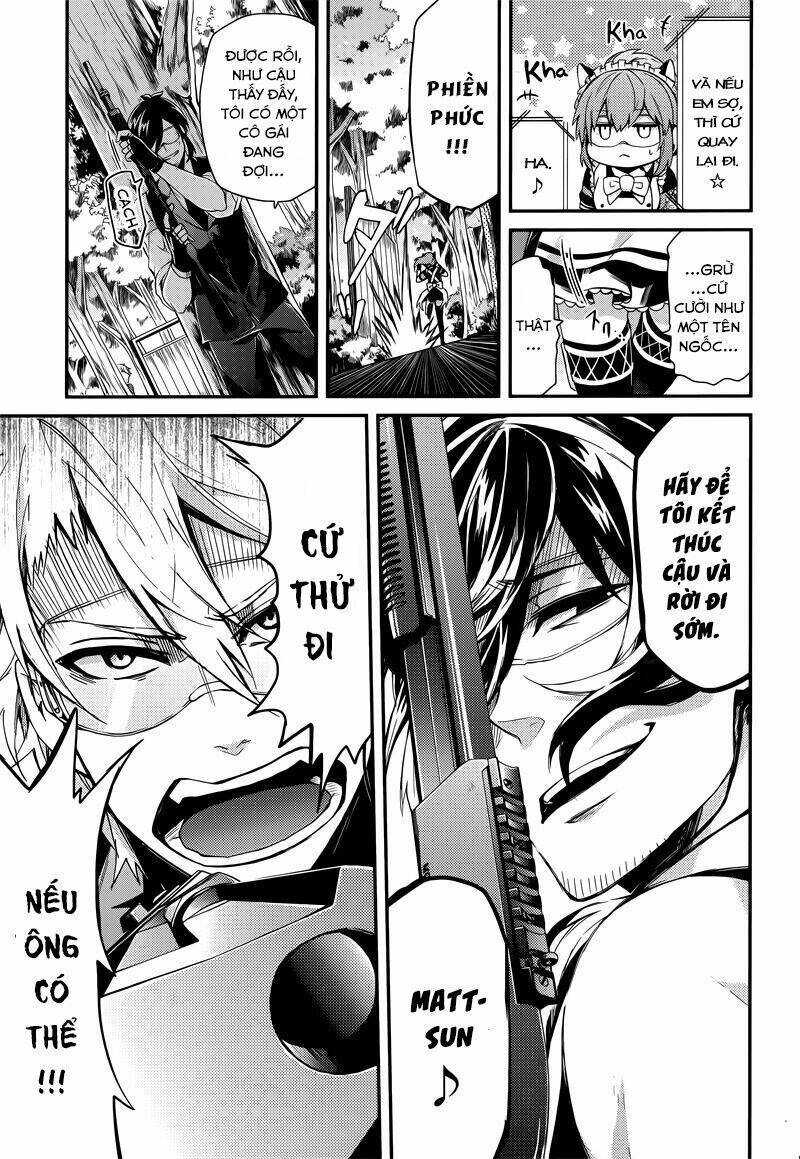 VÀ NẾU
EM SỢ,
THÌ CỨ
QUAY
LẠI ĐI.
☆
Kha
Kha
HA.
♪
...GRỪ
...CỨ
CƯỜI NHƯ
MỘT TÊN
NGỐC...
THẬT
...
PHIỀN
PHỨC
!!!
ĐƯỢC RỒI,
NHƯ CẬU
THẤY ĐẤY,
TÔI CÓ MỘT
CÔ GÁI
ĐANG
ĐỢI...
CẠCH
HÃY ĐỂ
TÔI KẾT
THÚC
CẬU VÀ
RỜI ĐI
SỚM.
MATT-
SUN
♪
CỨ
THỬ
ĐI
NẾU
ÔNG
CÓ
THỂ
!!!